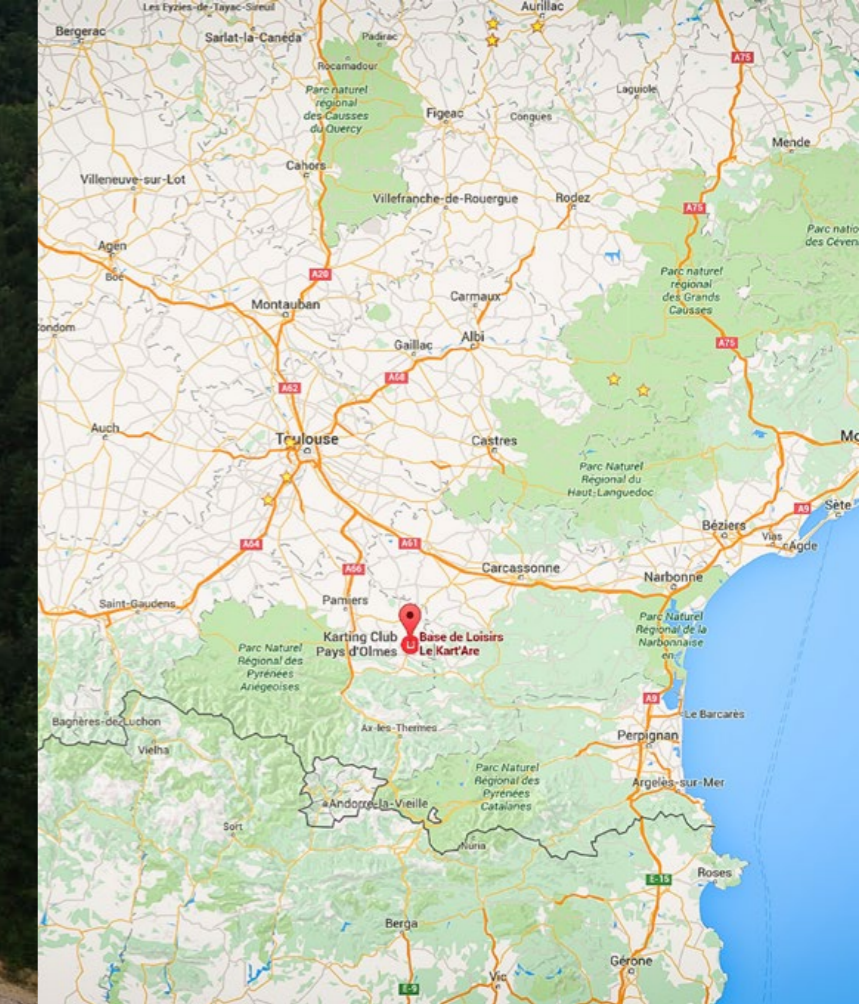 Les Eyzies-de-Tayac-Sireuil
Aurillac
Bergerac
Sarlat-la-Canéda
Padirac
A75
Rocamadour
Parc naturel
régional
des Causses
du Quercy
Laguiole
Figeac
Conques
Mende
Cahors
Villeneuve-sur-Lot
Villefranche-de-Rouergue
Rodez
A75
Parc natio
des Céven
Agen
Boé
A20
Parc naturel
régional
des Grands
Causses
Montauban
Carmaux
ondom
Albi
Gaillac
A75
A68
A62
Auch
Toulouse
Castres
Mo
Parc Naturel
Régional du
Haut-Languedoc
A9
Sète
Béziers
Vias
Agde
A64
A61
A66
Carcassonne
Narbonne
Saint-Gaudens
Pamiers
Karting Club
Pays d'Olmes
Base de Loisirs
Le Kart'Are
Parc Naturel
Régional de la
Narbonnaise
en
Parc Naturel
Régional des
Pyrénées
Ariégeoises
A9
Le Barcarès
Bagnères-de-Luchon
Ax-les-Thermes
Perpignan
Vielha
Parc Naturel
Régional des
Pyrénées
Catalanes
Argelès-sur-Mer
Andorre-la-Vieille
Sort
Núria
Roses
E-15
Berga
Gérone
Vic
E-9